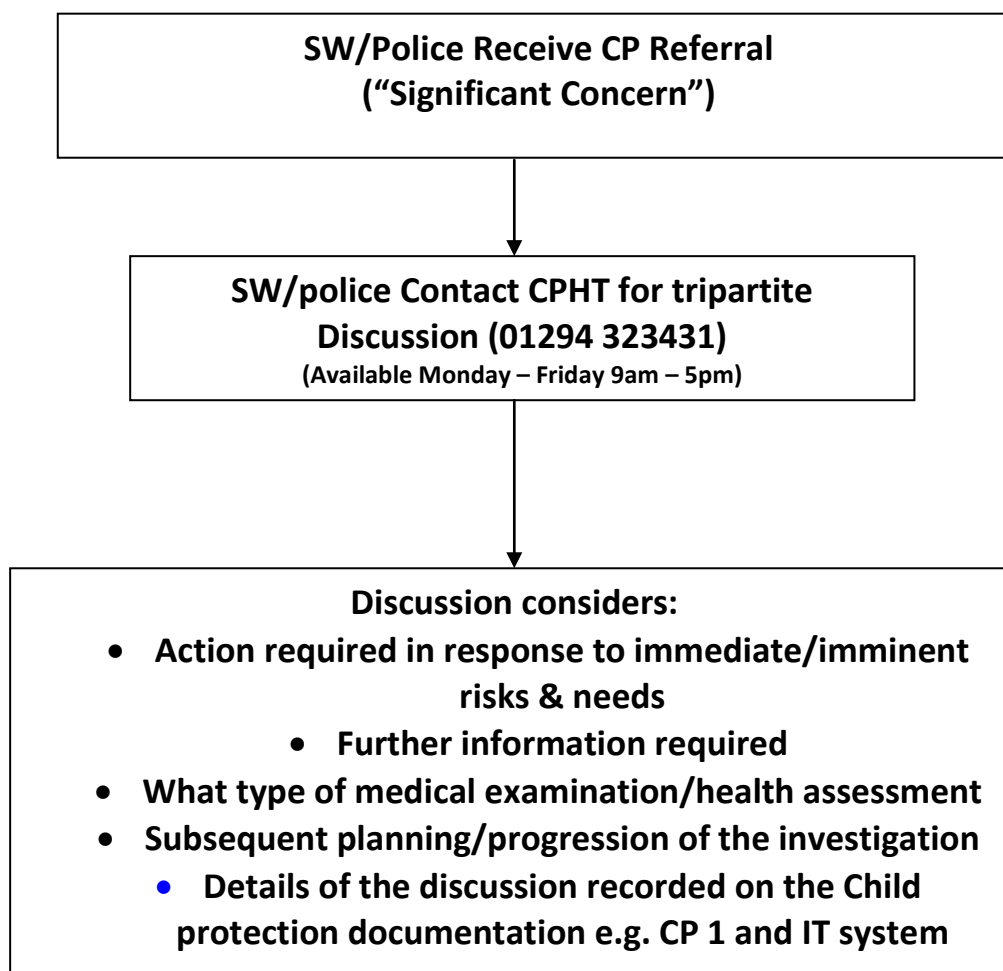 SW/Police Receive CP Referral
(“Significant Concern”)
SW/police Contact CPHT for tripartite
Discussion (01294 323431)
(Available Monday – Friday 9am – 5pm)
Discussion considers:
• Action required in response to immediate/imminent
risks & needs
• Further information required
• What type of medical examination/health assessment
• Subsequent planning/progression of the investigation
• Details of the discussion recorded on the Child
protection documentation e.g. CP 1 and IT system